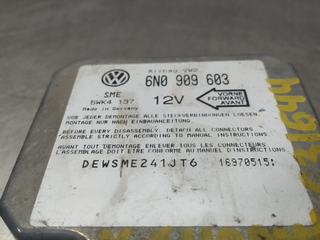 Airbag VW2
6N0 909 603
SME
5WK4 137
Made in Germany
12V
VORNE
FORWARD
AVANT
VOR JEDER DEMONTAGE ALLE STECKVERBINDUNGEN LOESEN.
MONTAGE NUR NACH EINBAUANLEITUNG.
BEFORE EVERY DISASSEMBLY, DETACH ALL CONNECTORS
ASSEMBLE STRICTLY ACCORDING TO MANUAL INSTRUCTIONS
AVANT TOUT DEMONTAGE ENLEVER TOUS LES CONNECTEURS
L'ASSEMBLAGE DOIT ETRE CONFORME AU MANUEL D'INSTRUCTIONS
DEWSME241JT6 16970515: